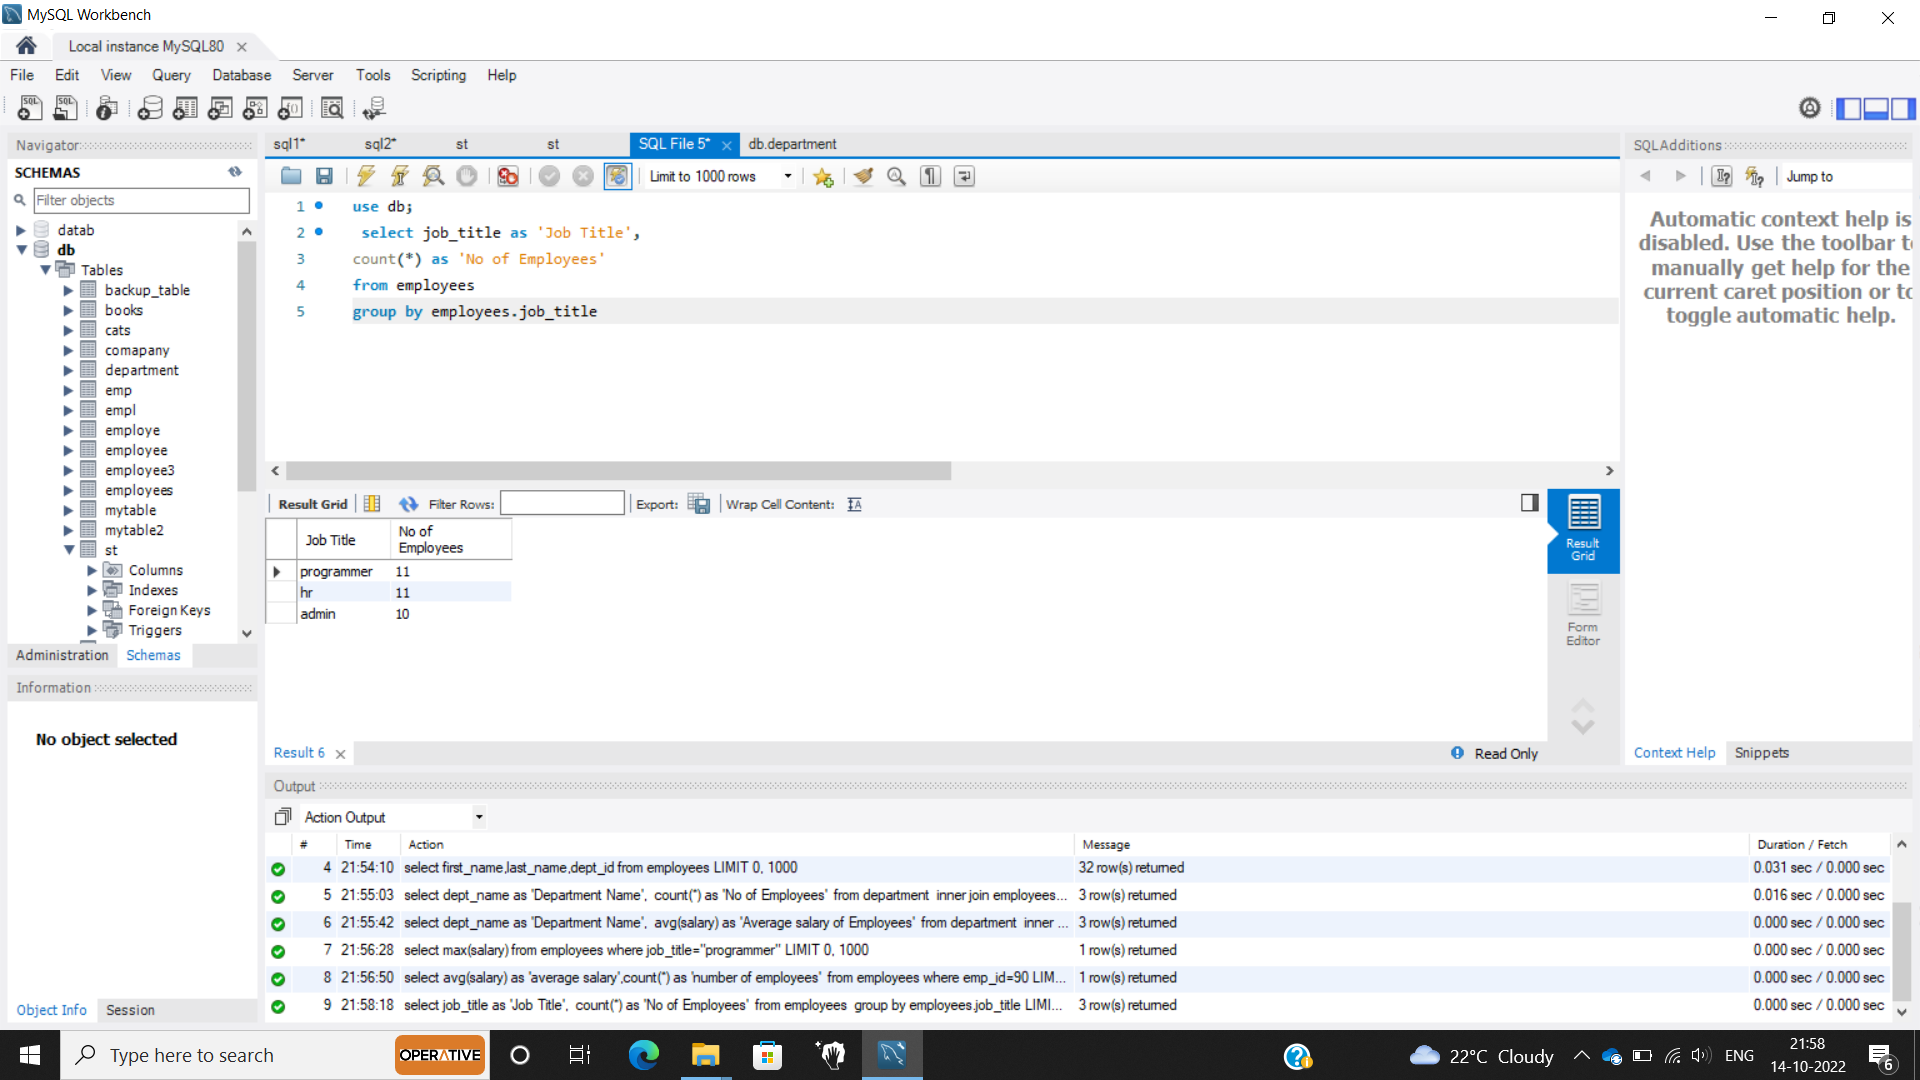 MySQL Workbench
Local instance MySQL80
File Edit View Query Database Server Tools Scripting Help
Navigator
SCHEMAS
Filter objects
datab
db
Tables
backup_table
books
cats
comapany
department
emp
empl
employe
employee
employee3
employees
mytable
mytable2
st
Columns
Indexes
Foreign Keys
Triggers
Administration Schemas
Information
No object selected
Object Info Session
sql1* sql2* st st SQL File 5* db.department
Limit to 1000 rows
1 use db;
2 select job_title as 'Job Title',
3 count(*) as 'No of Employees'
4 from employees
5 group by employees.job_title
Result Grid Filter Rows: Export: Wrap Cell Content:
Job Title No of Employees
programmer 11
hr 11
admin 10
Result Grid
Form Editor
Result 6 Read Only
SQLAdditions
Jump to
Automatic context help is
disabled. Use the toolbar t
manually get help for the
current caret position or to
toggle automatic help.
Context Help Snippets
Output
Action Output
# Time Action Message Duration / Fetch
4 21:54:10 select first_name,last_name,dept_id from employees LIMIT 0, 1000 32 row(s) returned 0.031 sec / 0.000 sec
5 21:55:03 select dept_name as 'Department Name', count(*) as 'No of Employees' from department inner join employees... 3 row(s) returned 0.016 sec / 0.000 sec
6 21:55:42 select dept_name as 'Department Name', avg(salary) as 'Average salary of Employees' from department inner ... 3 row(s) returned 0.000 sec / 0.000 sec
7 21:56:28 select max(salary) from employees where job_title="programmer" LIMIT 0, 1000 1 row(s) returned 0.000 sec / 0.000 sec
8 21:56:50 select avg(salary) as 'average salary',count(*) as 'number of employees' from employees where emp_id=90 LIM... 1 row(s) returned 0.000 sec / 0.000 sec
9 21:58:18 select job_title as 'Job Title', count(*) as 'No of Employees' from employees group by employees.job_title LIMI... 3 row(s) returned 0.000 sec / 0.000 sec
Type here to search
OPERATIVE
22°C Cloudy
ENG
21:58
14-10-2022
6